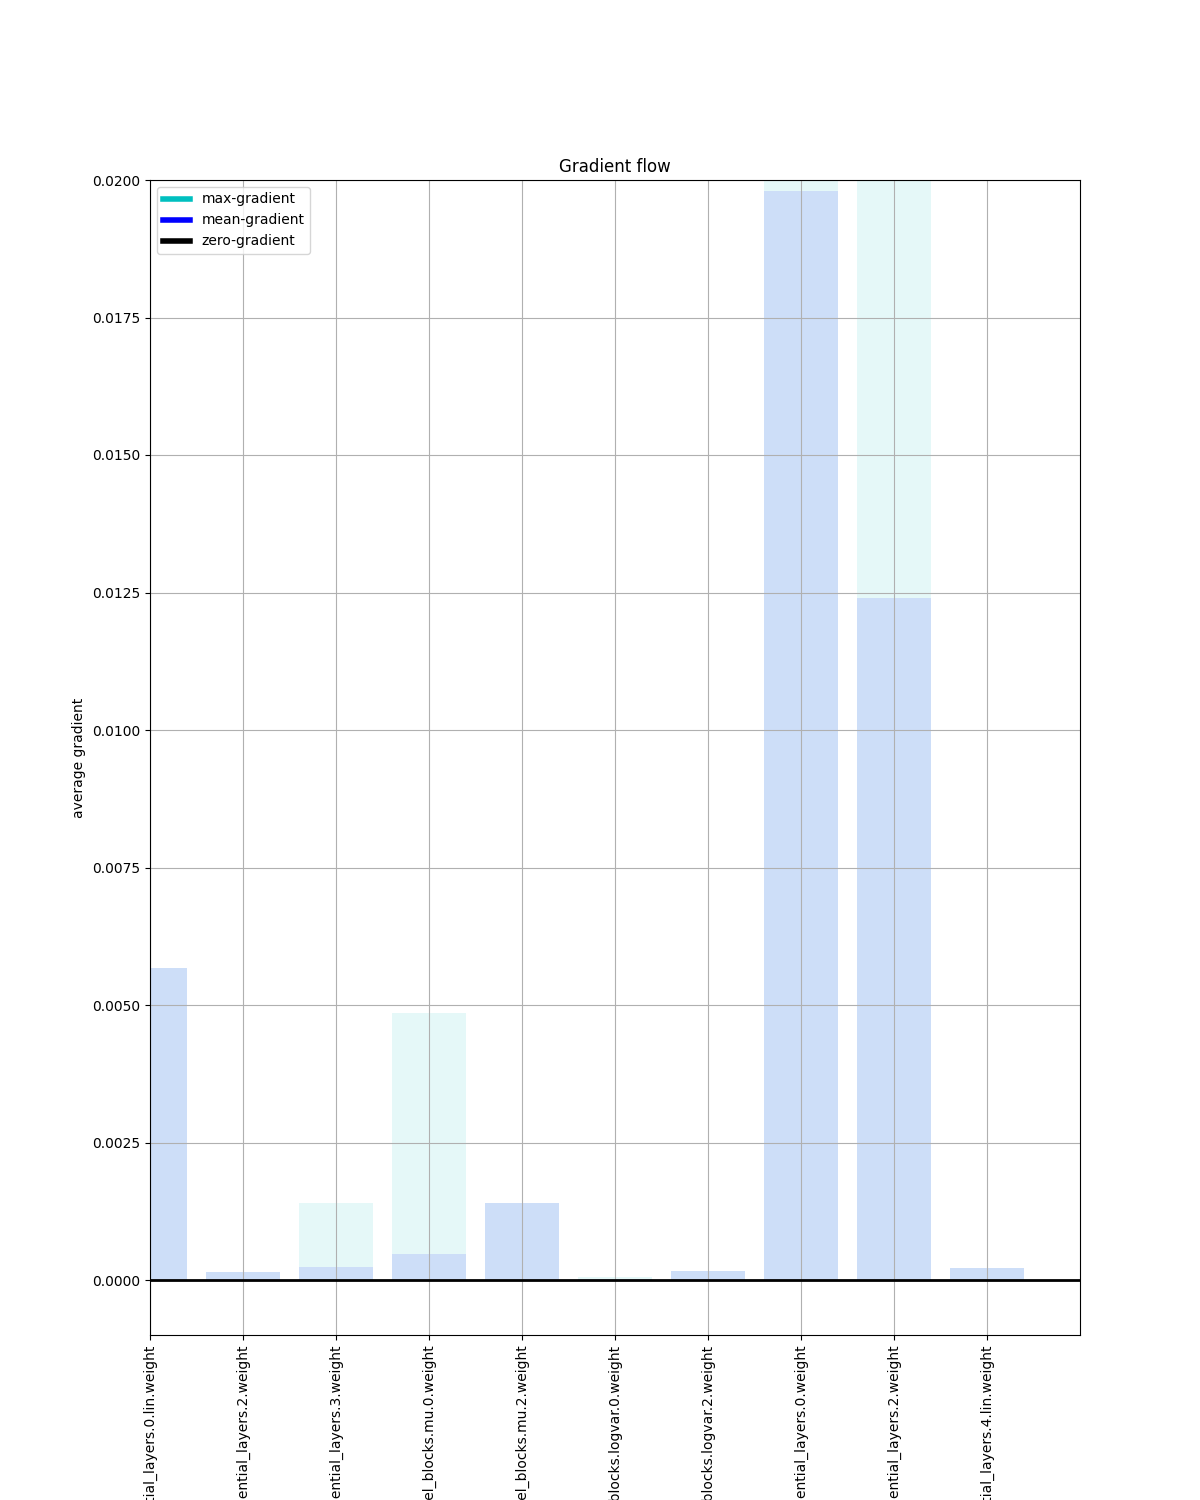 Gradient flow
max-gradient
mean-gradient
zero-gradient
0.0200
0.0175
0.0150
0.0125
0.0100
0.0075
0.0050
0.0025
0.0000
average gradient
tial_layers.0.lin.weight
ential_layers.2.weight
ential_layers.3.weight
el_blocks.mu.0.weight
el_blocks.mu.2.weight
blocks.logvar.0.weight
blocks.logvar.2.weight
ential_layers.0.weight
ential_layers.2.weight
tial_layers.4.lin.weight